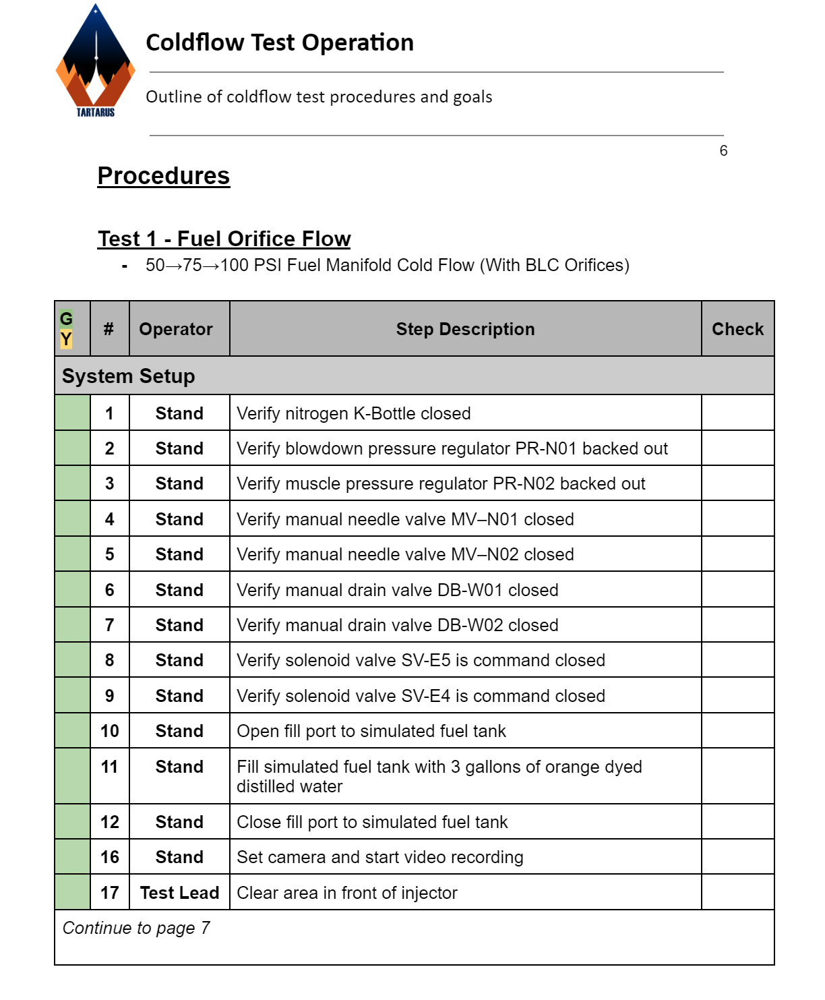 Coldflow Test Operation
Outline of coldflow test procedures and goals
TARTARUS
6
Procedures
Test 1 - Fuel Orifice Flow
- 50→75→100 PSI Fuel Manifold Cold Flow (With BLC Orifices)
G
Y
# Operator Step Description Check
System Setup
1 Stand Verify nitrogen K-Bottle closed
2 Stand Verify blowdown pressure regulator PR-N01 backed out
3 Stand Verify muscle pressure regulator PR-N02 backed out
4 Stand Verify manual needle valve MV–N01 closed
5 Stand Verify manual needle valve MV–N02 closed
6 Stand Verify manual drain valve DB-W01 closed
7 Stand Verify manual drain valve DB-W02 closed
8 Stand Verify solenoid valve SV-E5 is command closed
9 Stand Verify solenoid valve SV-E4 is command closed
10 Stand Open fill port to simulated fuel tank
11 Stand Fill simulated fuel tank with 3 gallons of orange dyed
distilled water
12 Stand Close fill port to simulated fuel tank
16 Stand Set camera and start video recording
17 Test Lead Clear area in front of injector
Continue to page 7